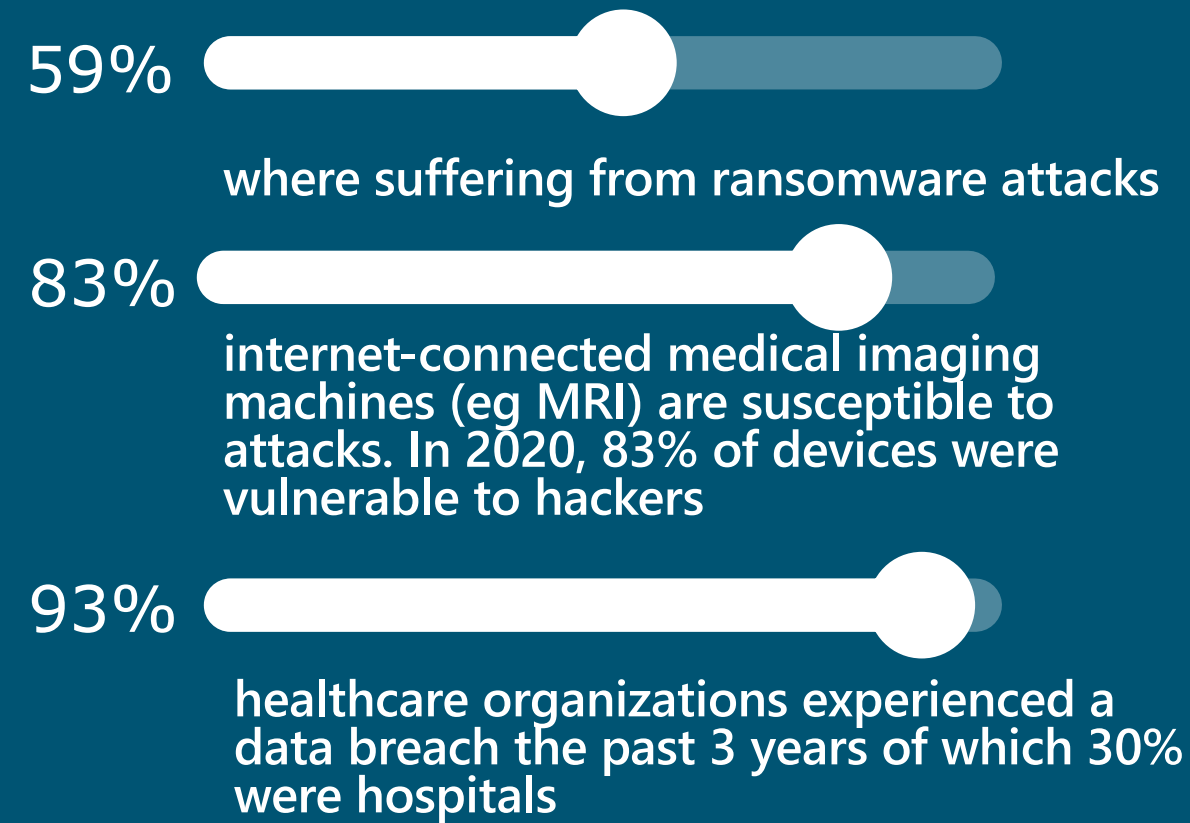 59%
where suffering from ransomware attacks
83%
internet-connected medical imaging
machines (eg MRI) are susceptible to
attacks. In 2020, 83% of devices were
vulnerable to hackers
93%
healthcare organizations experienced a
data breach the past 3 years of which 30%
were hospitals